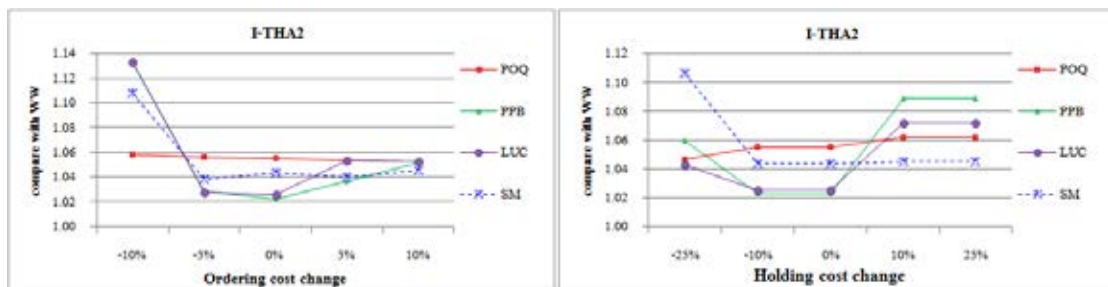 I-THA2
compare with WW
1.14
1.12
1.10
1.08
1.06
1.04
1.02
1.00
-10%
-5%
0%
5%
10%
Ordering cost change
POQ
PPB
LUC
SM
I-THA2
compare with WW
1.12
1.10
1.08
1.06
1.04
1.02
1.00
-25%
-10%
0%
10%
25%
Holding cost change
POQ
PPB
LUC
SM